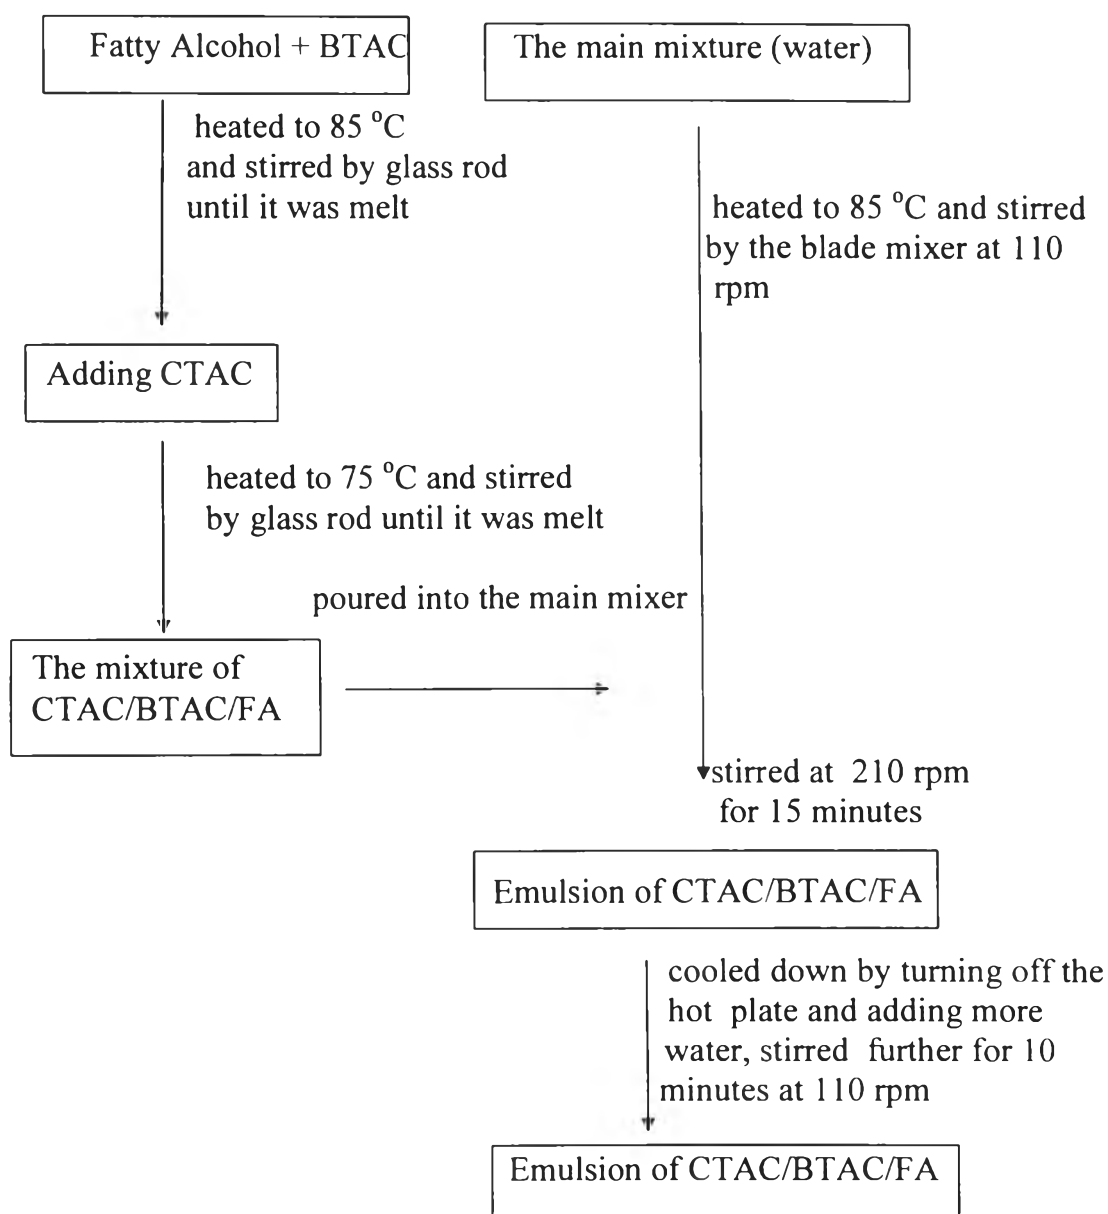 Fatty Alcohol + BTAC
The main mixture (water)
heated to 85 °C
and stirred by glass rod
until it was melt
heated to 85 °C and stirred
by the blade mixer at 110
rpm
Adding CTAC
heated to 75 °C and stirred
by glass rod until it was melt
poured into the main mixer
The mixture of
CTAC/BTAC/FA
stirred at 210 rpm
for 15 minutes
Emulsion of CTAC/BTAC/FA
cooled down by turning off the
hot plate and adding more
water, stirred further for 10
minutes at 110 rpm
Emulsion of CTAC/BTAC/FA